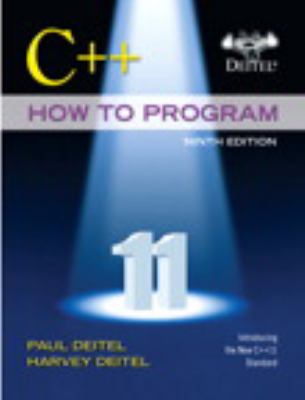 C++
DEITEL
HOW TO PROGRAM
NINTH EDITION
11
PAUL DEITEL
HARVEY DEITEL
Introducing
the New C++11
Standard